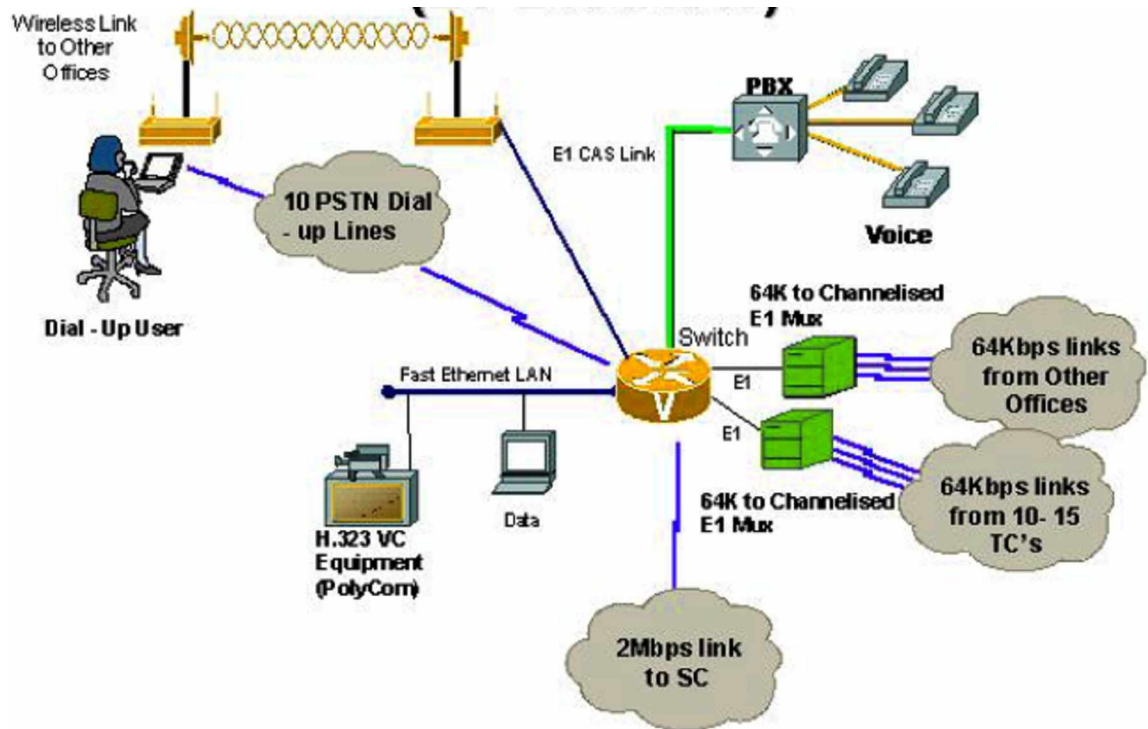 Wireless Link
to Other
Offices
PBX
E1 CAS Link
10 PSTN Dial
- up Lines
Voice
Dial - Up User
64K to Channelised
E1 Mux
Switch
64Kbps links
from Other
Offices
Fast Ethernet LAN
E1
V
E1
64Kbps links
from 10- 15
TC's
64K to Channelised
E1 Mux
Data
H.323 VC
Equipment
(PolyCom)
2Mbps link
to SC